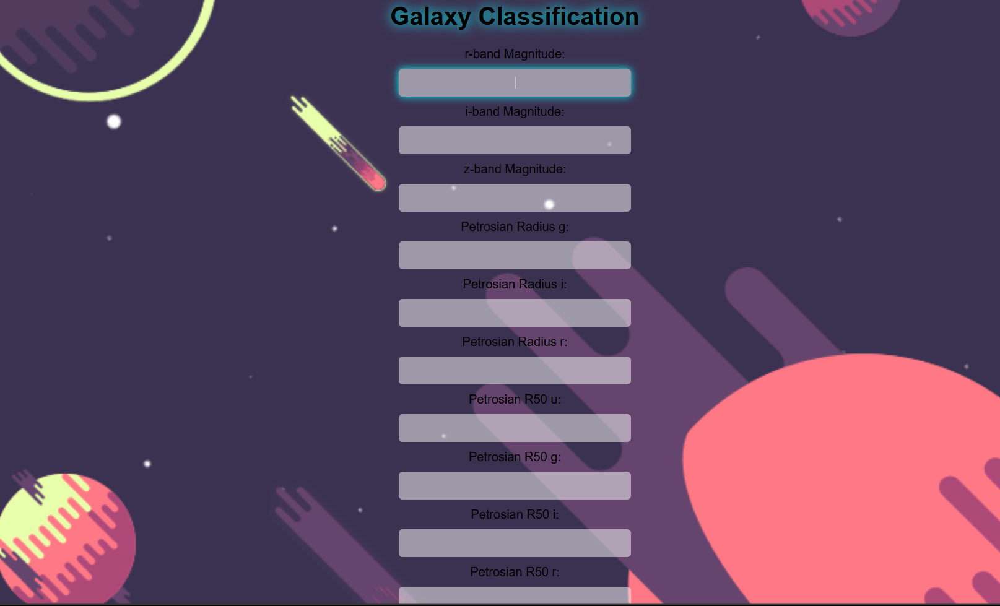 Galaxy Classification
r-band Magnitude:
i-band Magnitude:
z-band Magnitude:
Petrosian Radius g:
Petrosian Radius i:
Petrosian Radius r:
Petrosian R50 u:
Petrosian R50 g:
Petrosian R50 i:
Petrosian R50 r: